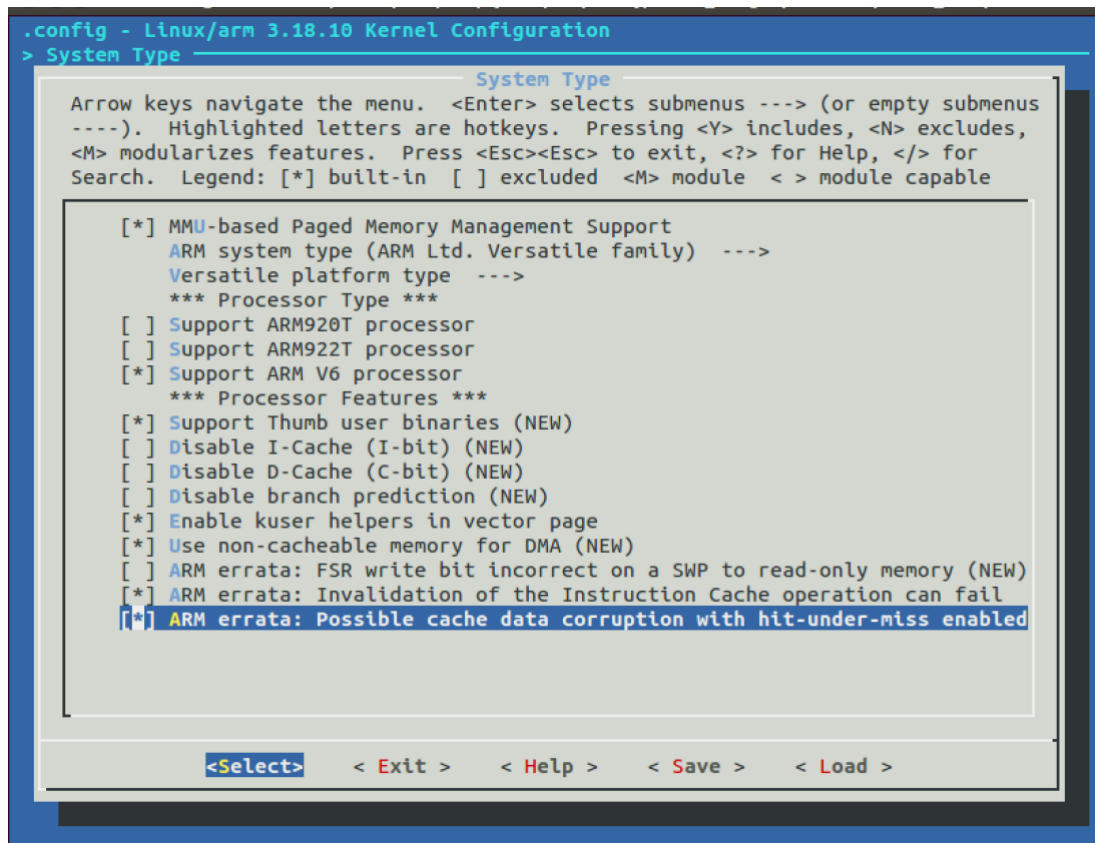 .config - Linux/arm 3.18.10 Kernel Configuration
> System Type
System Type
Arrow keys navigate the menu.  <Enter> selects submenus ---> (or empty submenus
----).  Highlighted letters are hotkeys.  Pressing <Y> includes, <N> excludes,
<M> modularizes features.  Press <Esc><Esc> to exit, <?> for Help, </> for
Search.  Legend: [*] built-in  [ ] excluded  <M> module  < > module capable
[*] MMU-based Paged Memory Management Support
ARM system type (ARM Ltd. Versatile family)  --->
Versatile platform type  --->
*** Processor Type ***
[ ] Support ARM920T processor
[ ] Support ARM922T processor
[*] Support ARM V6 processor
*** Processor Features ***
[*] Support Thumb user binaries (NEW)
[ ] Disable I-Cache (I-bit) (NEW)
[ ] Disable D-Cache (C-bit) (NEW)
[ ] Disable branch prediction (NEW)
[*] Enable kuser helpers in vector page
[*] Use non-cacheable memory for DMA (NEW)
[ ] ARM errata: FSR write bit incorrect on a SWP to read-only memory (NEW)
[*] ARM errata: Invalidation of the Instruction Cache operation can fail
[*] ARM errata: Possible cache data corruption with hit-under-miss enabled
<Select>    < Exit >    < Help >    < Save >    < Load >